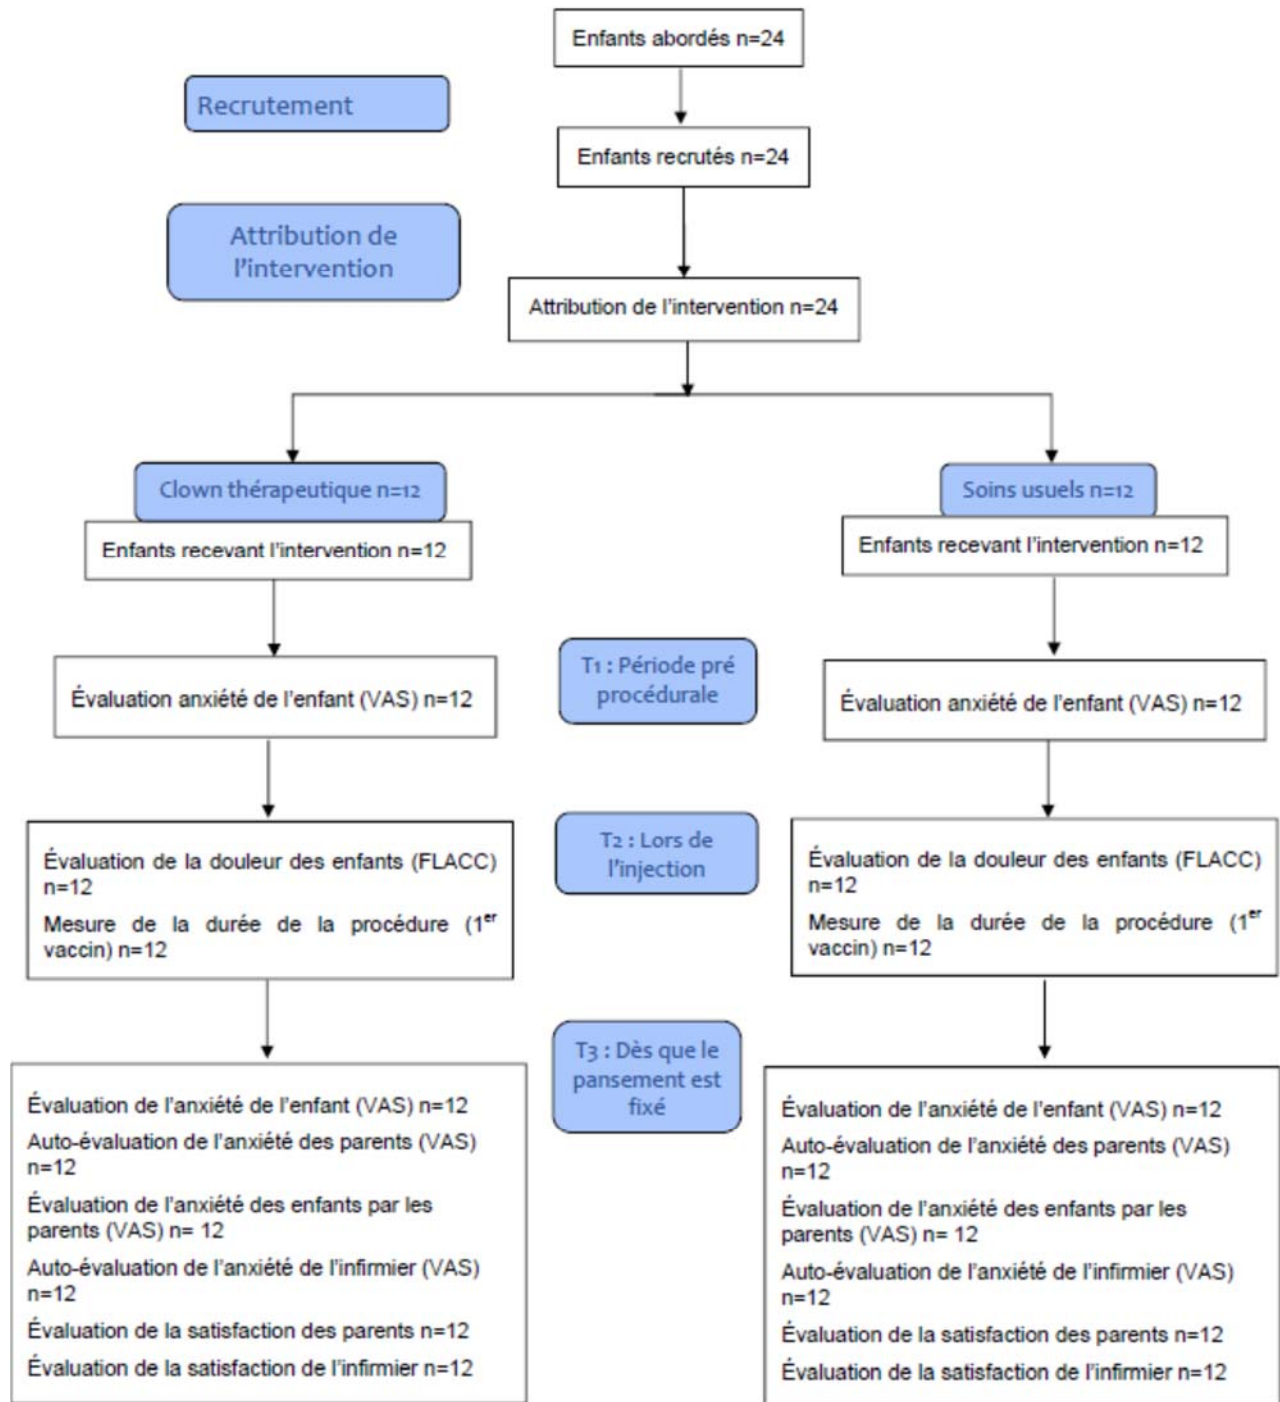 Enfants abordés n=24
Recrutement
Enfants recrutés n=24
Attribution de
l'intervention
Attribution de l'intervention n=24
Clown thérapeutique n=12
Soins usuels n=12
Enfants recevant l'intervention n=12
Enfants recevant l'intervention n=12
T1 : Période pré
procédurale
Évaluation anxiété de l'enfant (VAS) n=12
Évaluation anxiété de l'enfant (VAS) n=12
T2 : Lors de
l'injection
Évaluation de la douleur des enfants (FLACC)
n=12
Mesure de la durée de la procédure (1er
vaccin) n=12
Évaluation de la douleur des enfants (FLACC)
n=12
Mesure de la durée de la procédure (1er
vaccin) n=12
T3 : Dès que le
pansement est
fixé
Évaluation de l'anxiété de l'enfant (VAS) n=12
Auto-évaluation de l'anxiété des parents (VAS)
n=12
Évaluation de l'anxiété des enfants par les
parents (VAS) n= 12
Auto-évaluation de l'anxiété de l'infirmier (VAS)
n=12
Évaluation de la satisfaction des parents n=12
Évaluation de la satisfaction de l'infirmier n=12
Évaluation de l'anxiété de l'enfant (VAS) n=12
Auto-évaluation de l'anxiété des parents (VAS)
n=12
Évaluation de l'anxiété des enfants par les
parents (VAS) n= 12
Auto-évaluation de l'anxiété de l'infirmier (VAS)
n=12
Évaluation de la satisfaction des parents n=12
Évaluation de la satisfaction de l'infirmier n=12